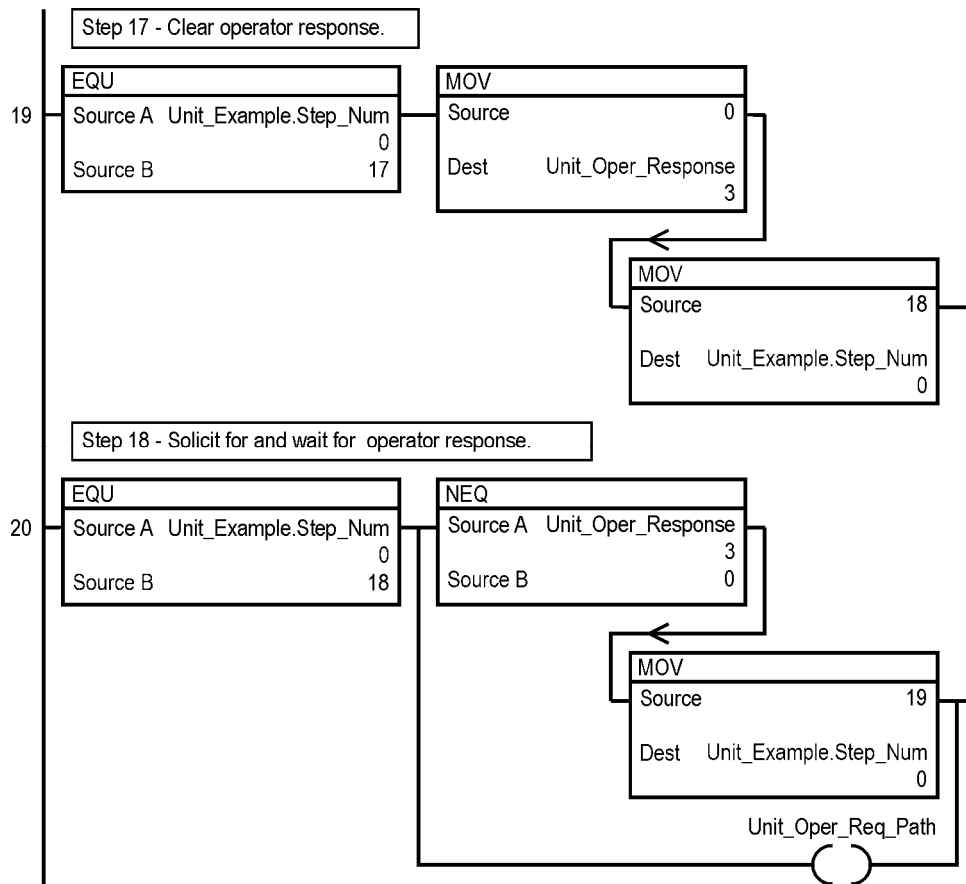 Step 17 - Clear operator response.
EQU
19
Source A Unit_Example.Step_Num
0
Source B 17
MOV
Source 0
Dest Unit_Oper_Response
3
MOV
Source 18
Dest Unit_Example.Step_Num
0
Step 18 - Solicit for and wait for operator response.
EQU
20
Source A Unit_Example.Step_Num
0
Source B 18
NEQ
Source A Unit_Oper_Response
3
Source B 0
MOV
Source 19
Dest Unit_Example.Step_Num
0
Unit_Oper_Req_Path